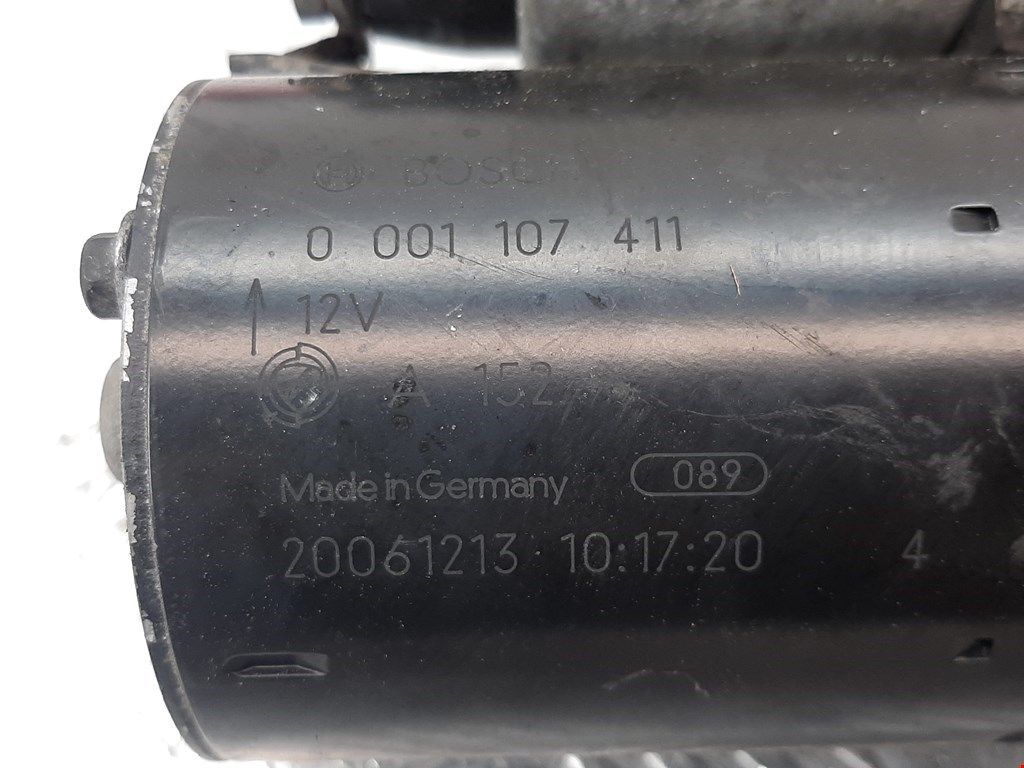 BOSCH
0 001 107 411
12V
A 152
Made in Germany 089
20061213 10:17:20 4